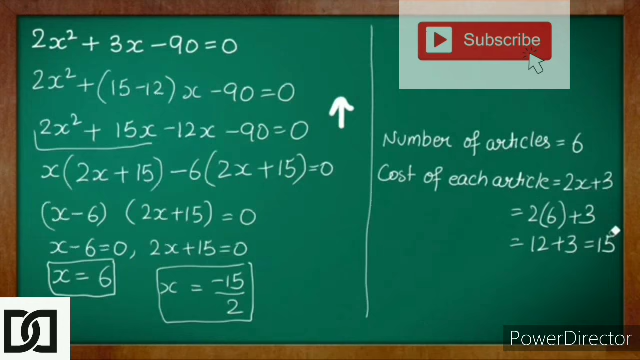 2x² + 3x - 90 = 0
2x² + (15 - 12) x - 90 = 0
2x² + 15x - 12x - 90 = 0
x(2x + 15) - 6(2x + 15) = 0
(x - 6) (2x + 15) = 0
x - 6 = 0, 2x + 15 = 0
x = 6
x = -15/2
Subscribe
Number of articles = 6
Cost of each article = 2x + 3
= 2(6) + 3
= 12 + 3 = 15
PowerDirector